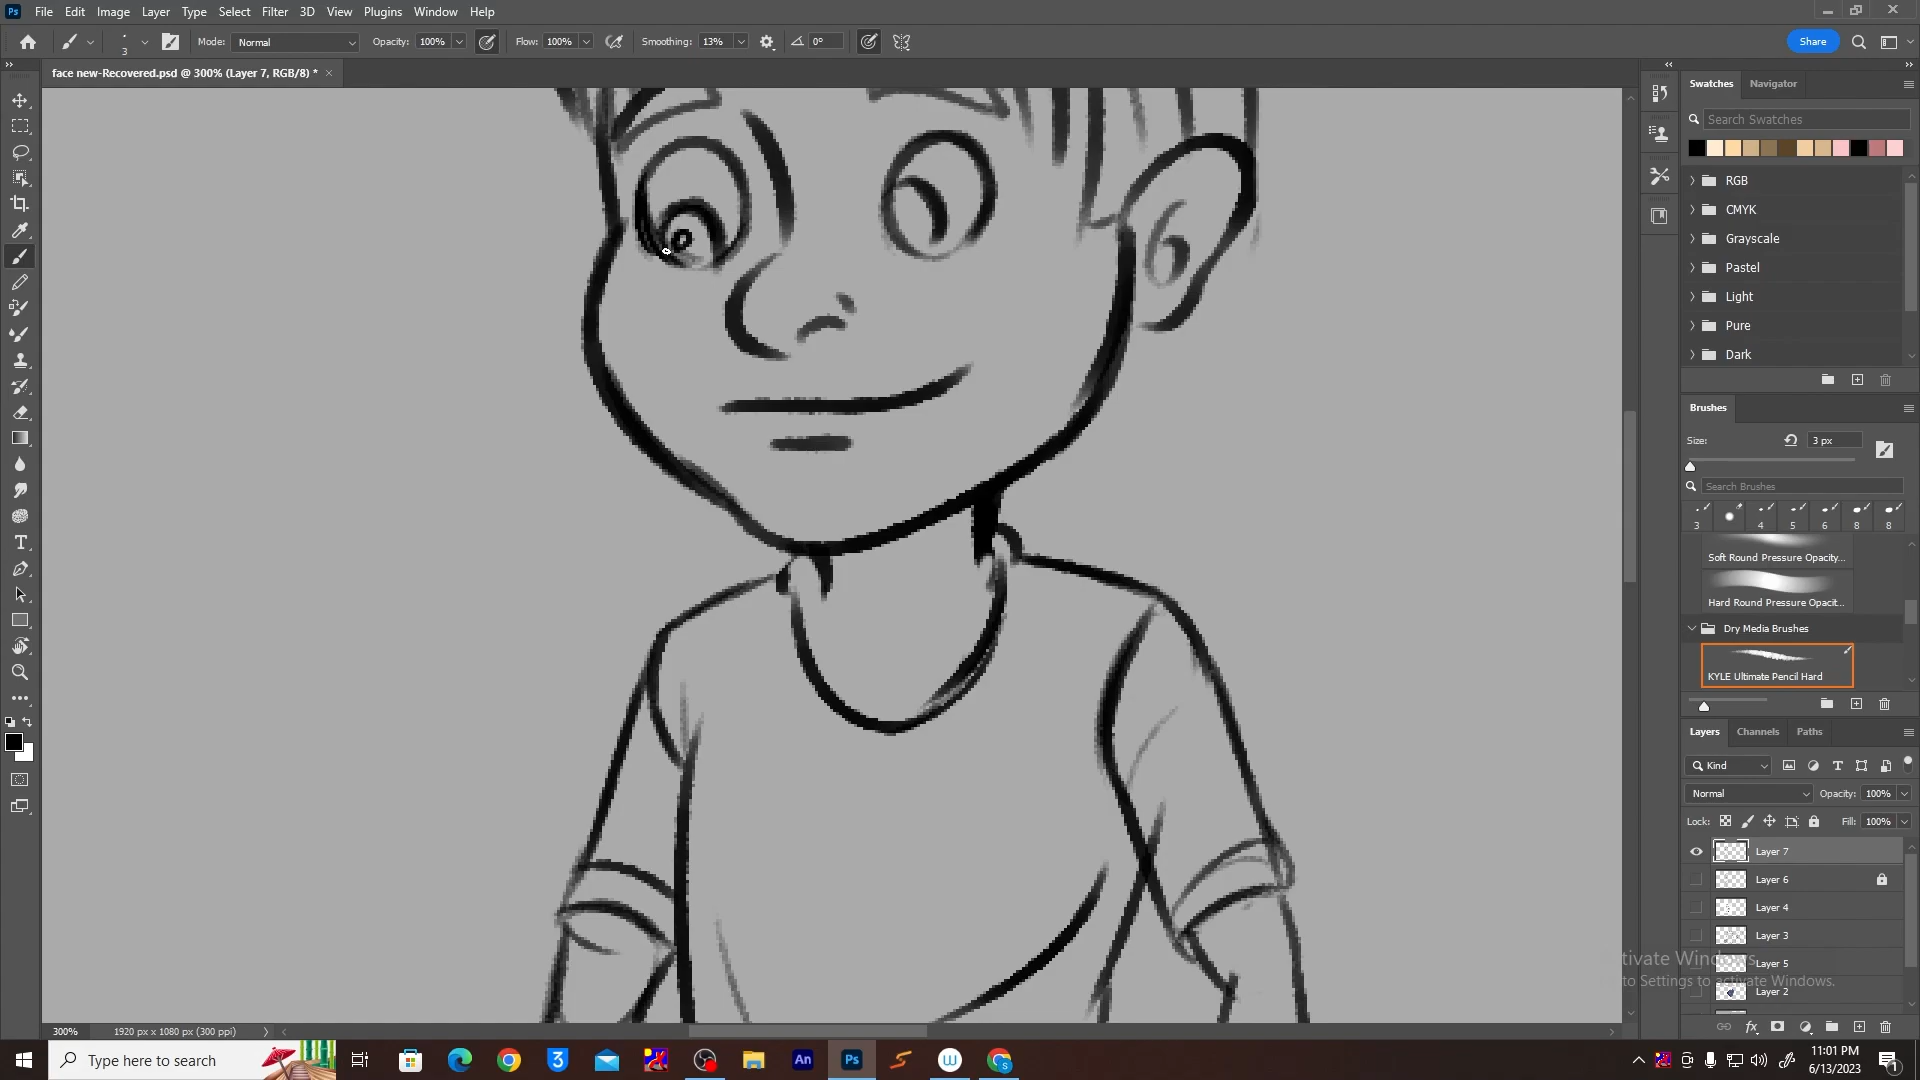 Ps File Edit Image Layer Type Select Filter 3D View Plugins Window Help
3 Mode: Normal Opacity: 100% Flow: 100% Smoothing: 13% 0° Share
face new-Recovered.psd @ 300% (Layer 7, RGB/8) *
Swatches Navigator
Search Swatches
RGB
CMYK
Grayscale
Pastel
Light
Pure
Dark
Brushes
Size: 3 px
Search Brushes
3 4 5 6 8 8
Soft Round Pressure Opacity...
Hard Round Pressure Opacit...
Dry Media Brushes
KYLE Ultimate Pencil Hard
Layers Channels Paths
Kind
Normal Opacity: 100%
Lock: Fill: 100%
Layer 7
Layer 6
Layer 4
Layer 3
Layer 5
Layer 2
tivate Windows
to Settings to activate Windows.
300% 1920 px x 1080 px (300 ppi)
Type here to search
An Ps
11:01 PM
6/13/2023
1